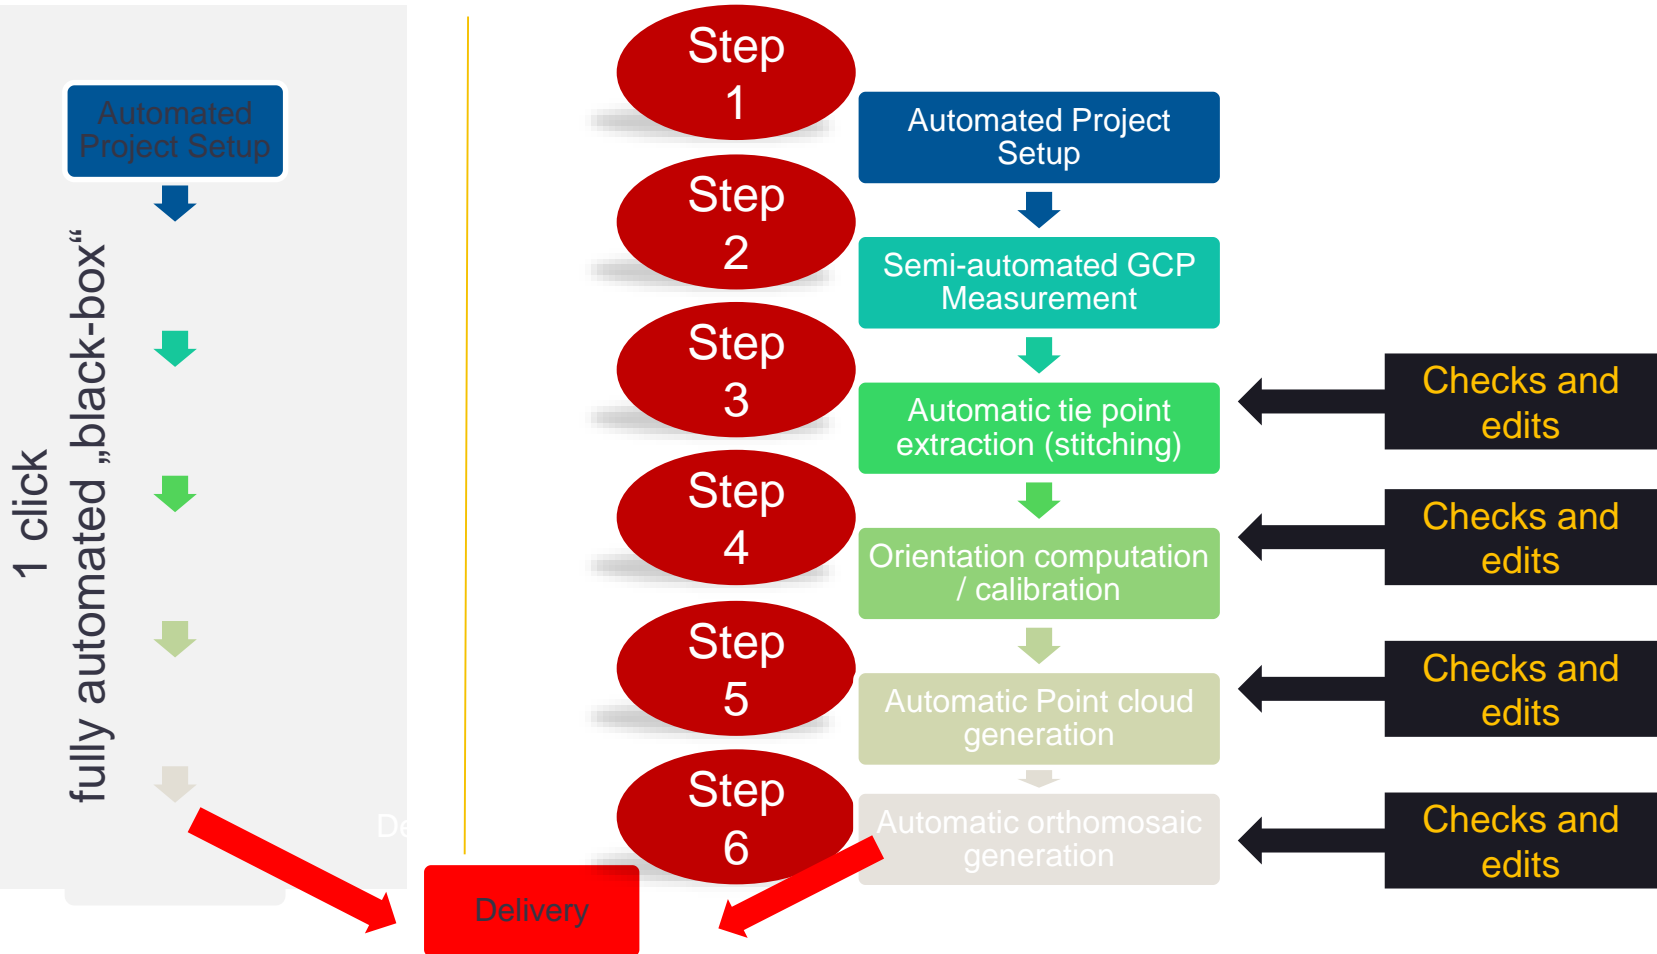 Automated
Project Setup
1 click
fully automated „black-box“
Step
1
Automated Project
Setup
Step
2
Semi-automated GCP
Measurement
Step
3
Automatic tie point
extraction (stitching)
Checks and
edits
Step
4
Orientation computation
/ calibration
Checks and
edits
Step
5
Automatic Point cloud
generation
Checks and
edits
Step
6
Automatic orthomosaic
generation
Checks and
edits
Delivery